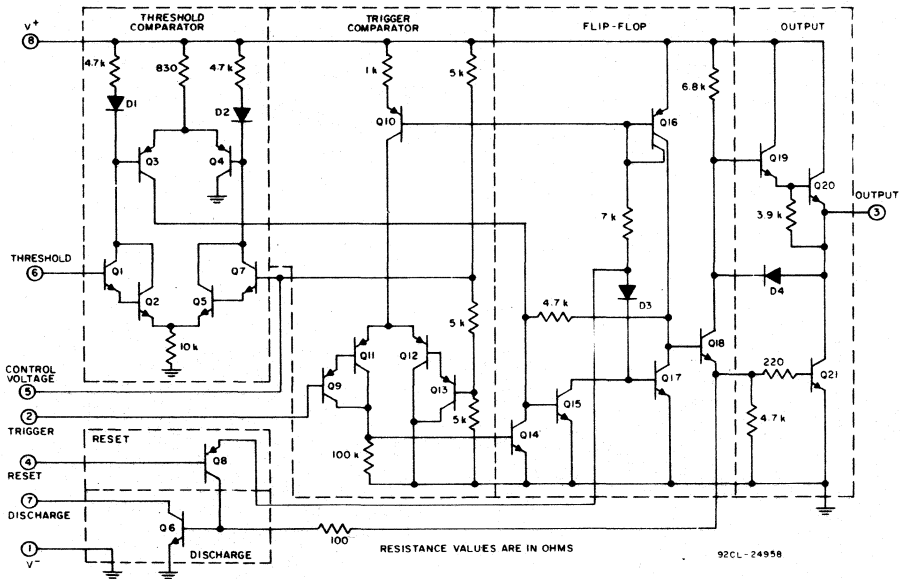 THRESHOLD
COMPARATOR
TRIGGER
COMPARATOR
FLIP-FLOP
OUTPUT
V+
8
4.7k
830
4.7k
1k
5k
6.8k
D1
D2
Q10
Q16
Q3
Q4
Q19
Q20
OUTPUT
3
7k
3.9k
THRESHOLD
6
Q1
Q2
Q5
Q7
D3
D4
5k
4.7k
10k
Q11
Q12
Q18
CONTROL
VOLTAGE
5
Q9
Q13
Q17
220
Q21
2
TRIGGER
5k
Q14
Q15
4.7k
RESET
100k
4
RESET
Q8
7
DISCHARGE
Q6
100
1
V-
DISCHARGE
RESISTANCE VALUES ARE IN OHMS
92CL-24958